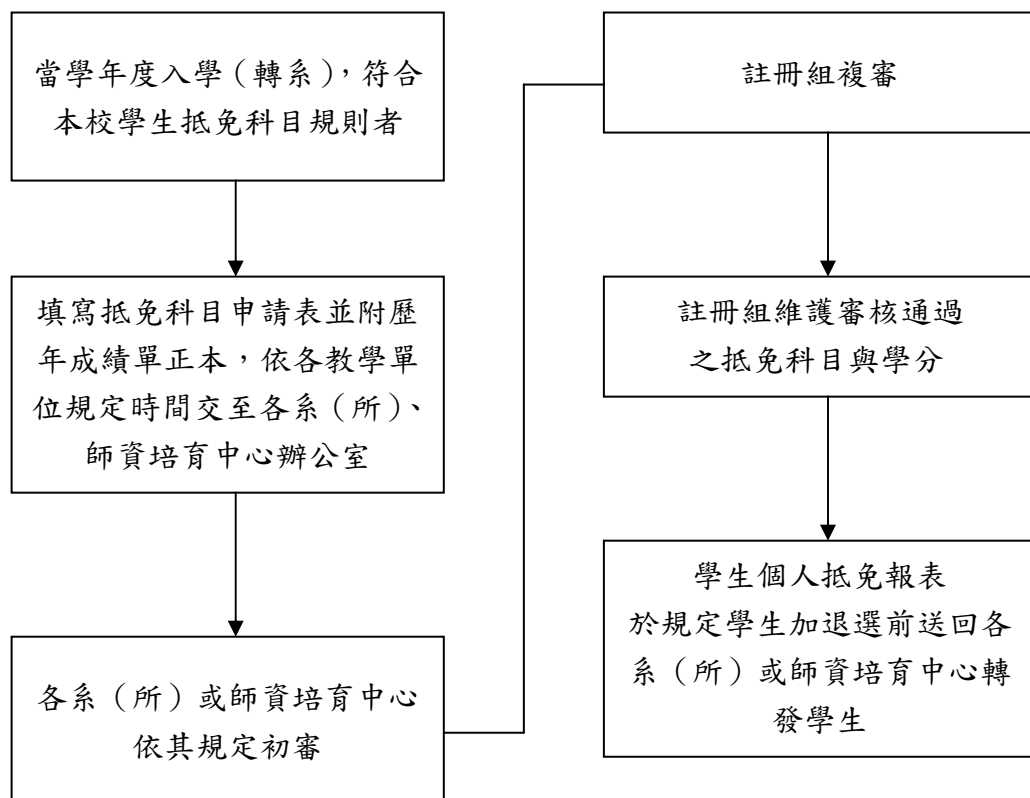 當學年度入學（轉系），符合
本校學生抵免科目規則者
填寫抵免科目申請表並附歷
年成績單正本，依各教學單
位規定時間交至各系（所）、
師資培育中心辦公室
各系（所）或師資培育中心
依其規定初審
註冊組複審
註冊組維護審核通過
之抵免科目與學分
學生個人抵免報表
於規定學生加退選前送回各
系（所）或師資培育中心轉
發學生